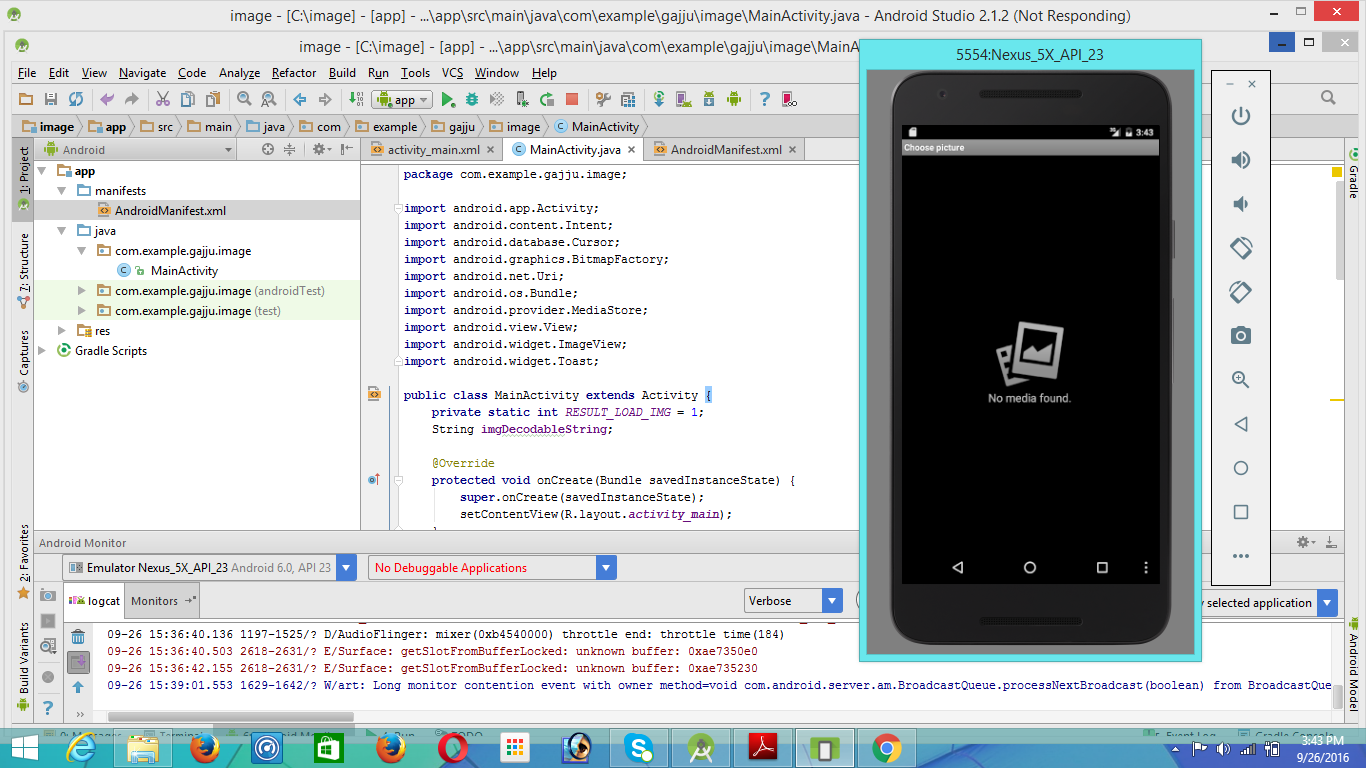 image - [C:\image] - [app] - ...\app\src\main\java\com\example\gajju\image\MainActivity.java - Android Studio 2.1.2 (Not Responding)
image - [C:\image] - [app] - ...\app\src\main\java\com\example\gajju\image\MainA
File Edit View Navigate Code Analyze Refactor Build Run Tools VCS Window Help
app
image app src main java com example gajju image MainActivity
Android
activity_main.xml MainActivity.java AndroidManifest.xml
1: Project
7: Structure
Captures
2: Favorites
Build Variants
app
manifests
AndroidManifest.xml
java
com.example.gajju.image
MainActivity
com.example.gajju.image (androidTest)
com.example.gajju.image (test)
res
Gradle Scripts
package com.example.gajju.image;
import android.app.Activity;
import android.content.Intent;
import android.database.Cursor;
import android.graphics.BitmapFactory;
import android.net.Uri;
import android.os.Bundle;
import android.provider.MediaStore;
import android.view.View;
import android.widget.ImageView;
import android.widget.Toast;
public class MainActivity extends Activity {
private static int RESULT_LOAD_IMG = 1;
String imgDecodableString;
@Override
protected void onCreate(Bundle savedInstanceState) {
super.onCreate(savedInstanceState);
setContentView(R.layout.activity_main);
5554:Nexus_5X_API_23
3:43
Choose picture
No media found.
Gradle
Android Model
Android Monitor
Emulator Nexus_5X_API_23 Android 6.0, API 23
No Debuggable Applications
logcat Monitors
Verbose
selected application
09-26 15:36:40.136 1197-1525/? D/AudioFlinger: mixer(0xb4540000) throttle end: throttle time(184)
09-26 15:36:40.503 2618-2631/? E/Surface: getSlotFromBufferLocked: unknown buffer: 0xae7350e0
09-26 15:36:42.155 2618-2631/? E/Surface: getSlotFromBufferLocked: unknown buffer: 0xae735230
09-26 15:39:01.553 1629-1642/? W/art: Long monitor contention event with owner method=void com.android.server.am.BroadcastQueue.processNextBroadcast(boolean) from BroadcastQue
3:43 PM
9/26/2016